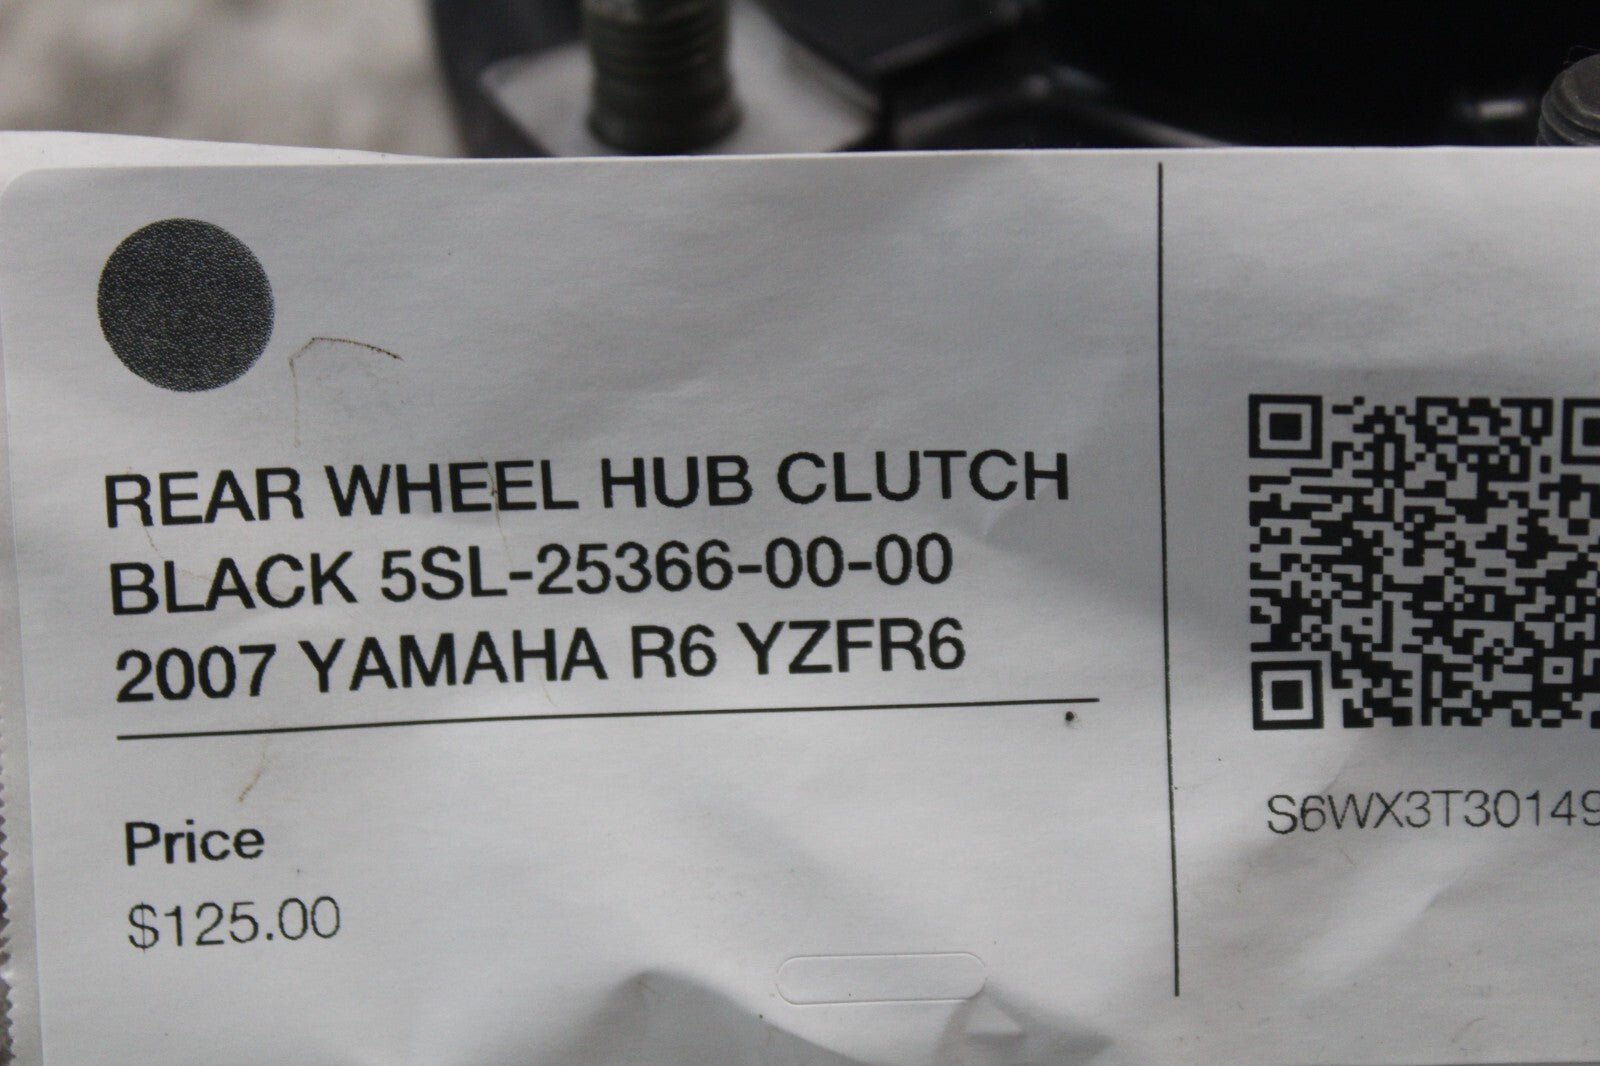 REAR WHEEL HUB CLUTCH
BLACK 5SL-25366-00-00
2007 YAMAHA R6 YZFR6
Price
$125.00
S6WX3T30149